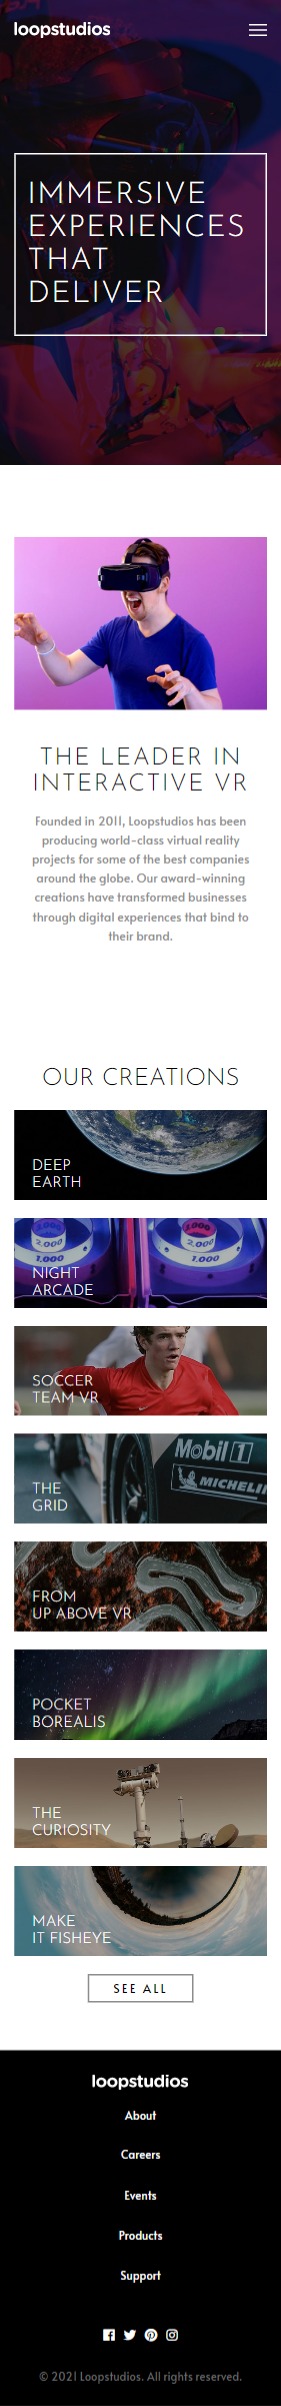 loopstudios
IMMERSIVE
EXPERIENCES
THAT
DELIVER
THE LEADER IN
INTERACTIVE VR
Founded in 2011, Loopstudios has been
producing world-class virtual reality
projects for some of the best companies
around the globe. Our award-winning
creations have transformed businesses
through digital experiences that bind to
their brand.
OUR CREATIONS
DEEP
EARTH
3.000
2.000
1.000
3.000
2.000
1.000
NIGHT
ARCADE
SOCCER
TEAM VR
Mobil 1
MICHELIN
THE
GRID
FROM
UP ABOVE VR
POCKET
BOREALIS
THE
CURIOSITY
MAKE
IT FISHEYE
SEE ALL
loopstudios
About
Careers
Events
Products
Support
© 2021 Loopstudios. All rights reserved.